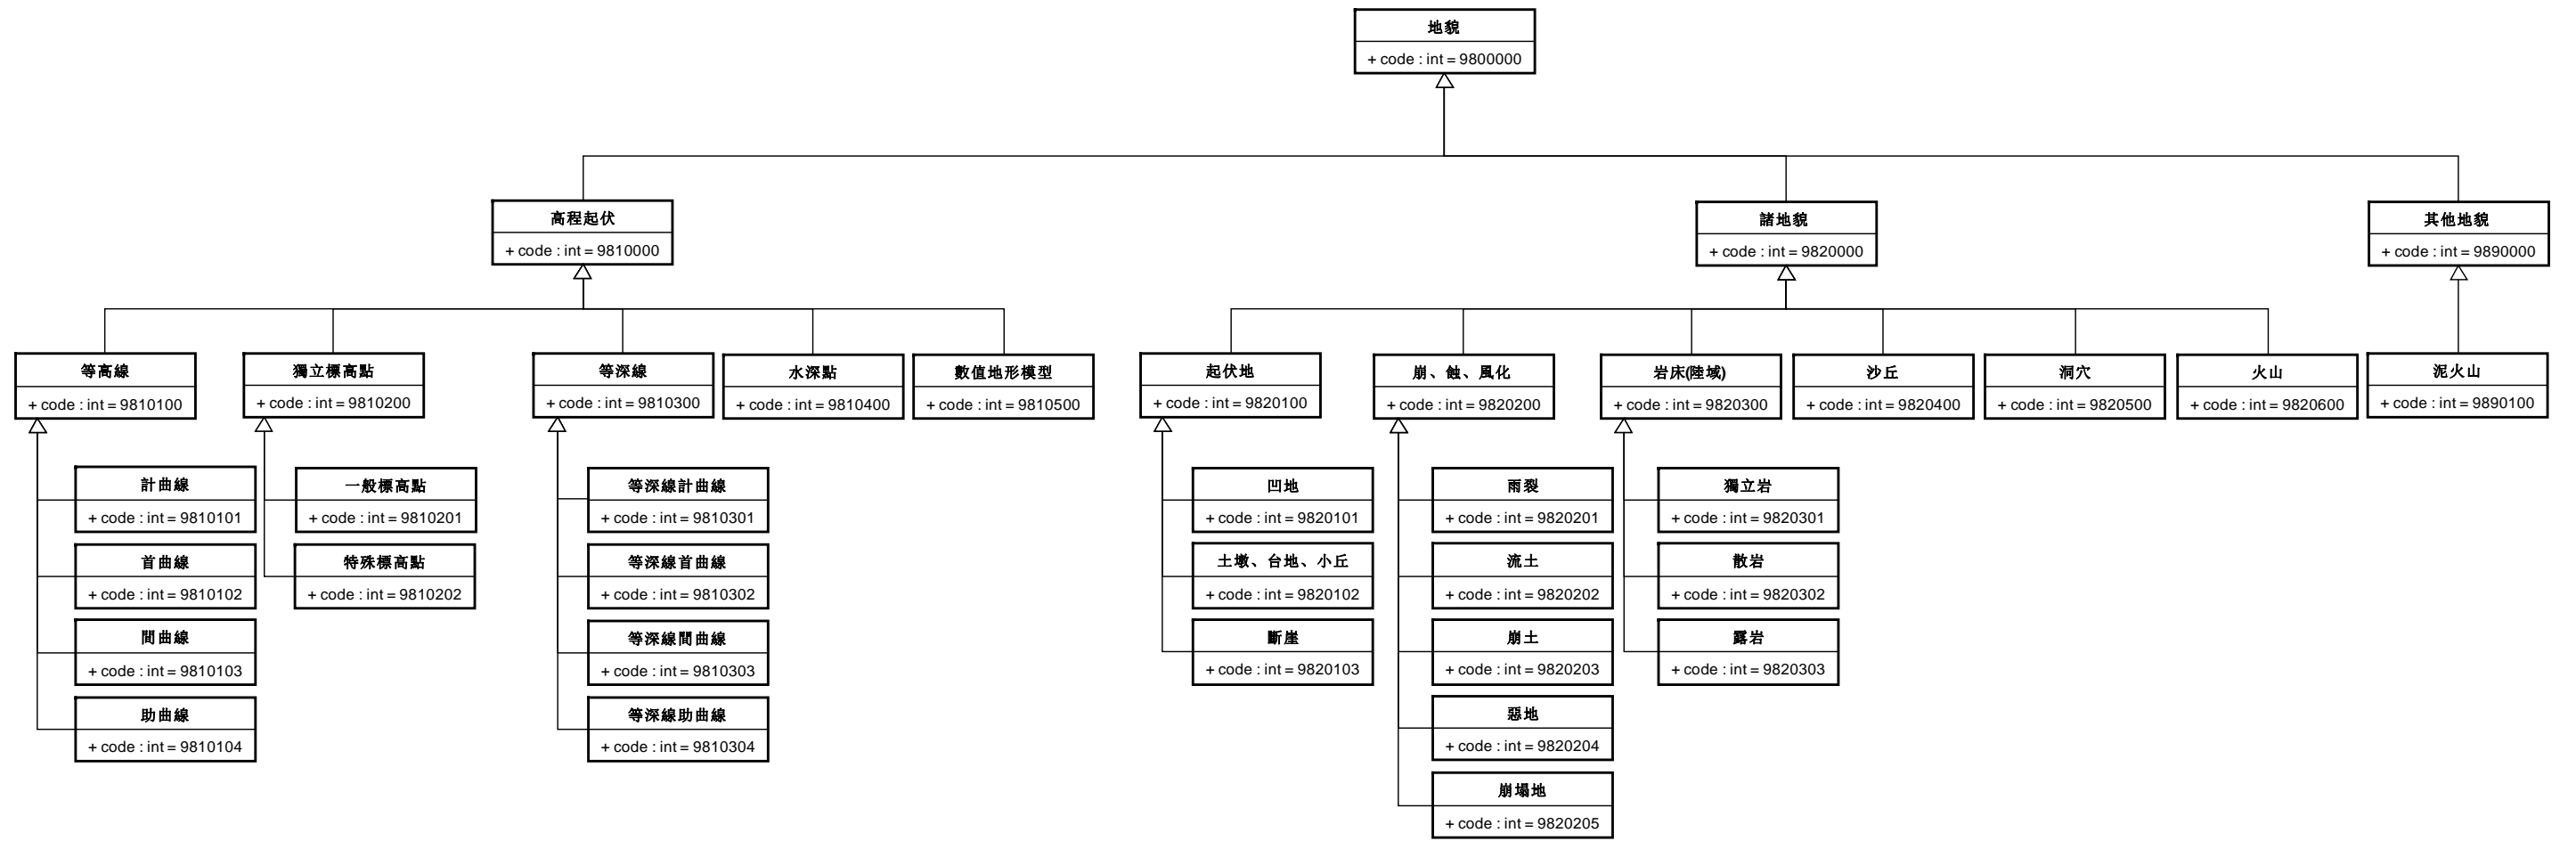 地貌
+ code : int = 9800000
高程起伏
+ code : int = 9810000
諸地貌
+ code : int = 9820000
其他地貌
+ code : int = 9890000
等高線
+ code : int = 9810100
獨立標高點
+ code : int = 9810200
等深線
+ code : int = 9810300
水深點
+ code : int = 9810400
數值地形模型
+ code : int = 9810500
起伏地
+ code : int = 9820100
崩、蝕、風化
+ code : int = 9820200
岩床(陸域)
+ code : int = 9820300
沙丘
+ code : int = 9820400
洞穴
+ code : int = 9820500
火山
+ code : int = 9820600
泥火山
+ code : int = 9890100
計曲線
+ code : int = 9810101
首曲線
+ code : int = 9810102
間曲線
+ code : int = 9810103
助曲線
+ code : int = 9810104
一般標高點
+ code : int = 9810201
特殊標高點
+ code : int = 9810202
等深線計曲線
+ code : int = 9810301
等深線首曲線
+ code : int = 9810302
等深線間曲線
+ code : int = 9810303
等深線助曲線
+ code : int = 9810304
凹地
+ code : int = 9820101
土墩、台地、小丘
+ code : int = 9820102
斷崖
+ code : int = 9820103
雨裂
+ code : int = 9820201
流土
+ code : int = 9820202
崩土
+ code : int = 9820203
惡地
+ code : int = 9820204
崩塌地
+ code : int = 9820205
獨立岩
+ code : int = 9820301
散岩
+ code : int = 9820302
露岩
+ code : int = 9820303